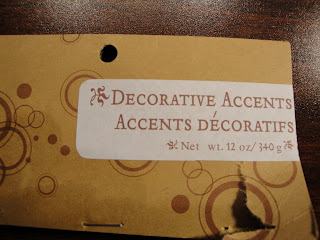 DECORATIVE ACCENTS
ACCENTS DÉCORATIFS
Net wt. 12 oz/340 g